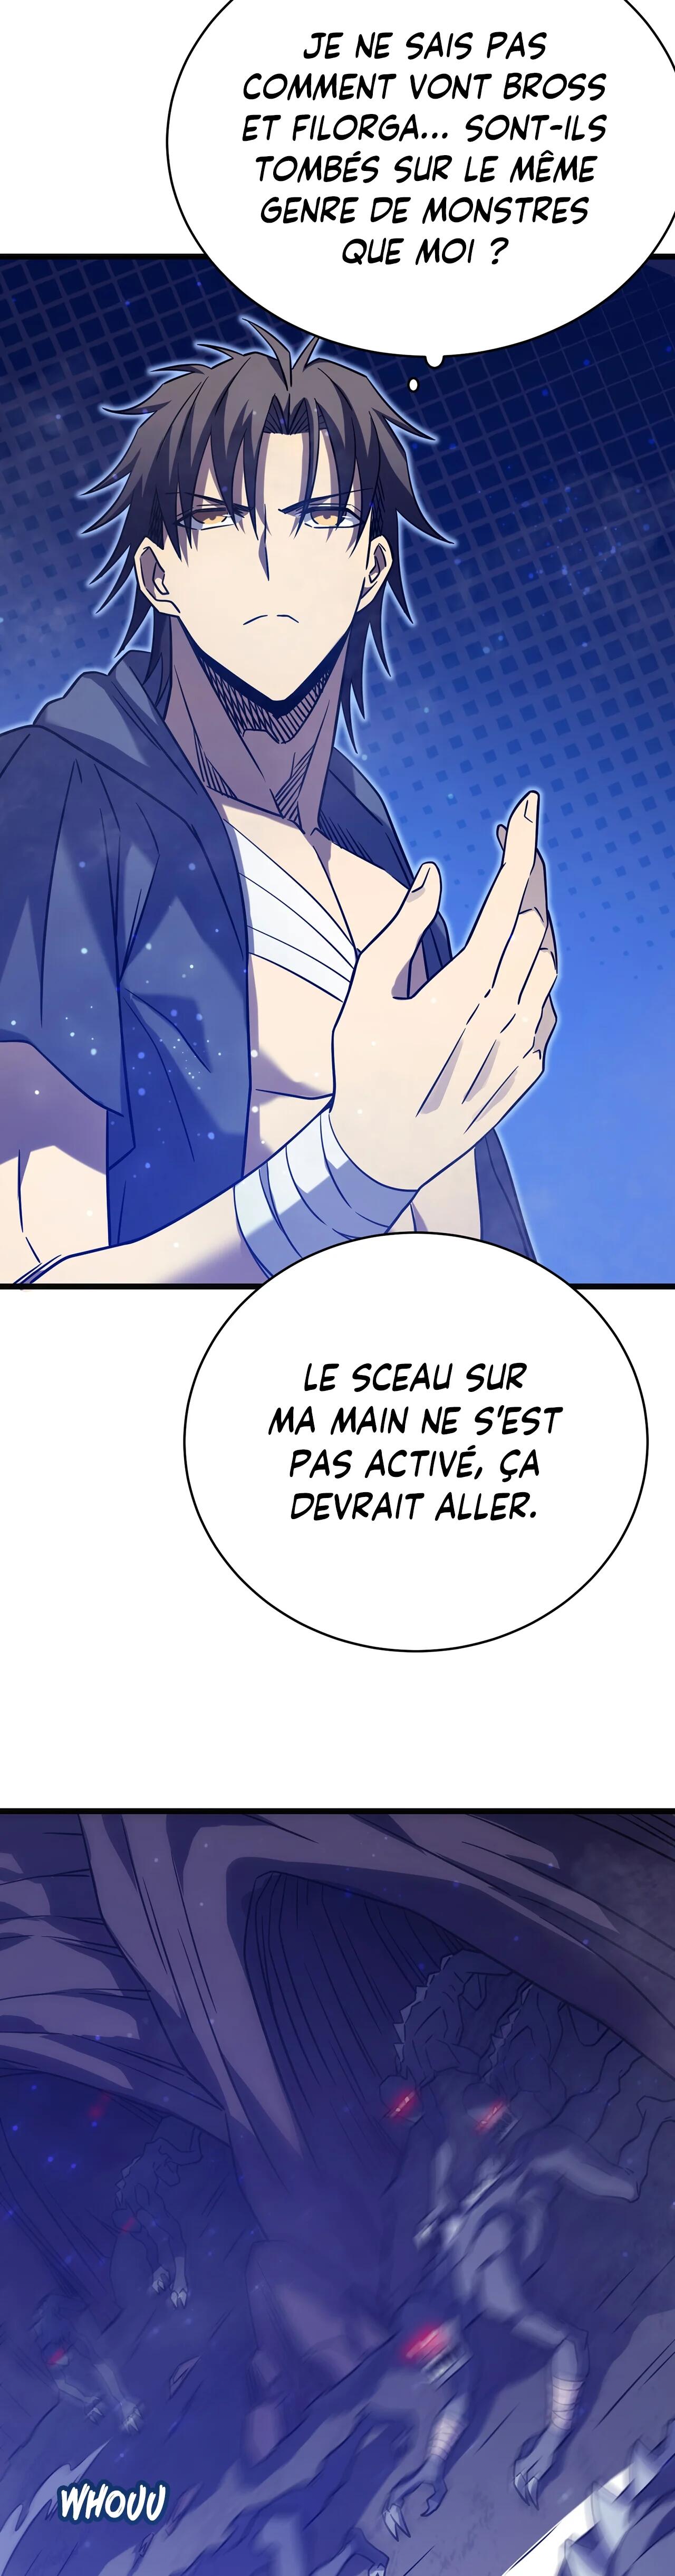 JE NE SAIS PAS
COMMENT VONT BROSS
ET FILORGA... SONT-ILS
TOMBÉS SUR LE MÊME
GENRE DE MONSTRES
QUE MOI ?
LE SCEAU SUR
MA MAIN NE S'EST
PAS ACTIVÉ, ÇA
DEVRAIT ALLER.
WHOUU